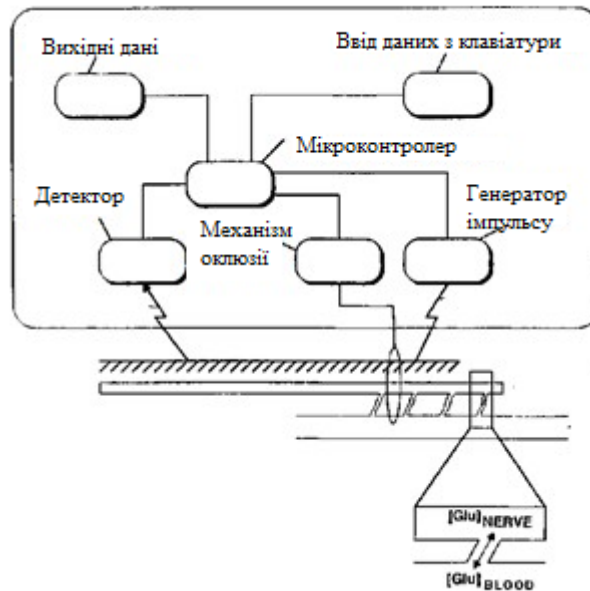 Вихідні дані
Ввід даних з клавіатури
Мікроконтролер
Детектор
Механізм
оклюзії
Генератор
імпульсу
[Glu]NERVE
[Glu]BLOOD